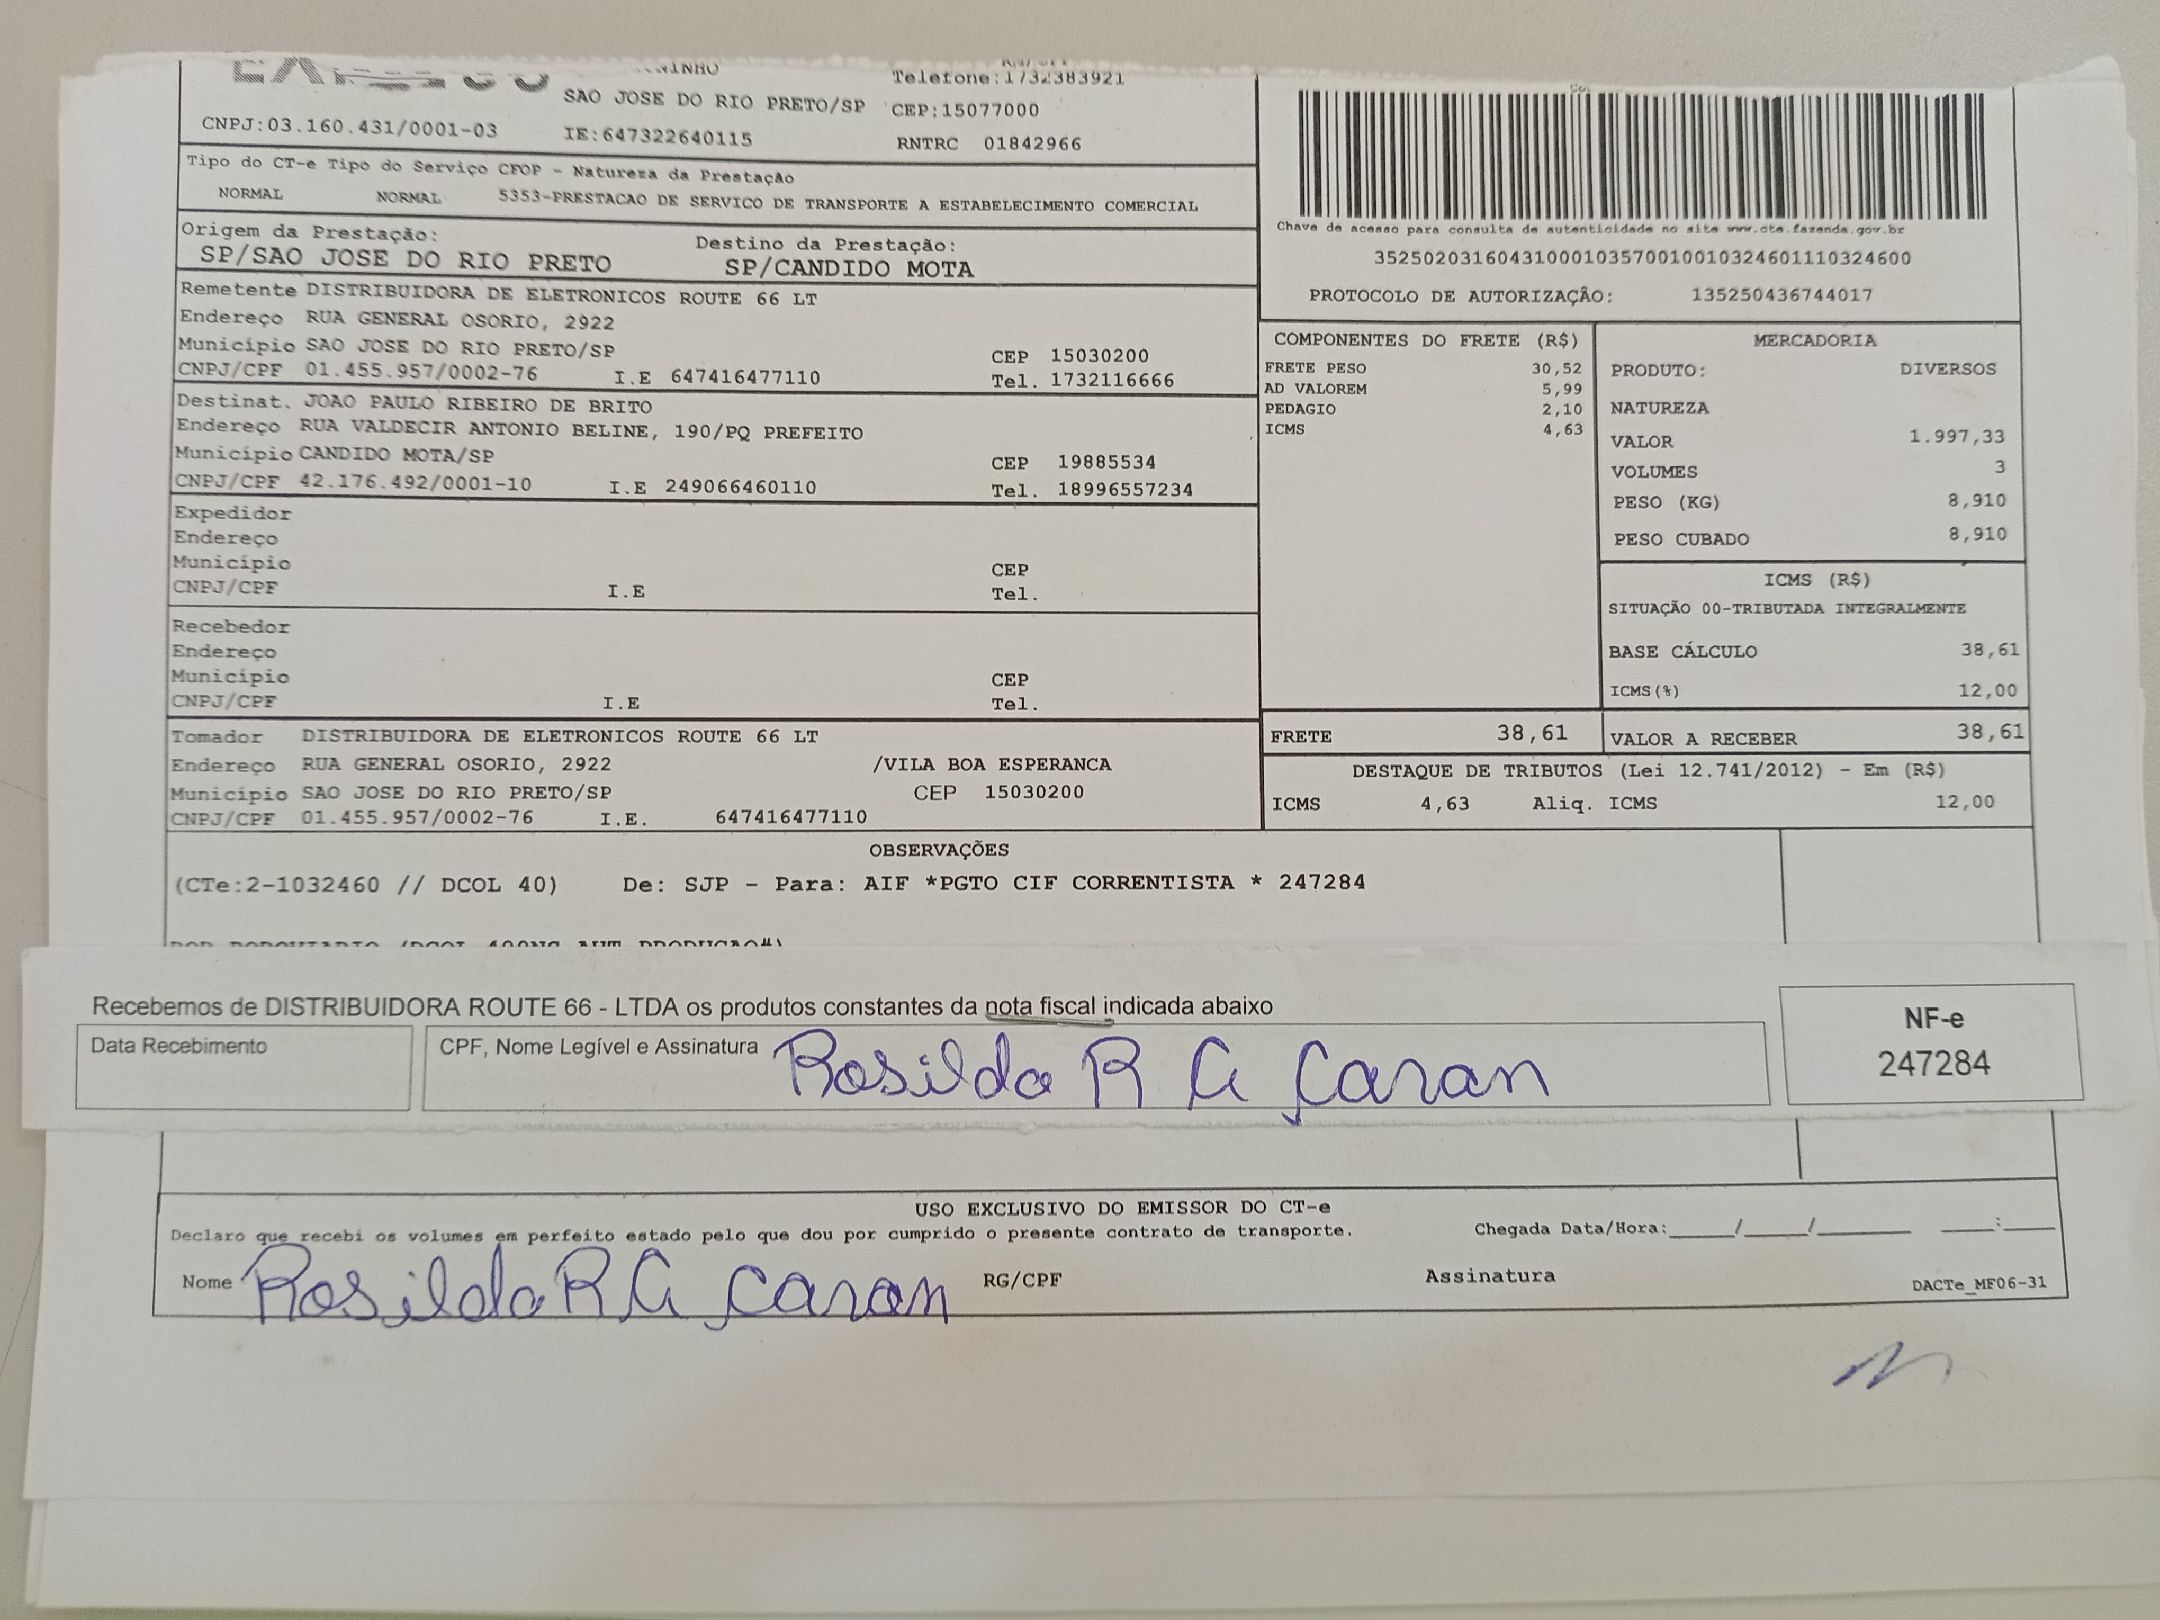 SAO JOSE DO RIO PRETO/SP
Telefone:1732383921
CEP:15077000
CNPJ:03.160.431/0001-03 IE:647322640115 RNTRC 01842966
Tipo do CT-e Tipo do Serviço CFOP - Natureza da Prestação
NORMAL NORMAL 5353-PRESTACAO DE SERVICO DE TRANSPORTE A ESTABELECIMENTO COMERCIAL
Origem da Prestação: Destino da Prestação:
SP/SAO JOSE DO RIO PRETO SP/CANDIDO MOTA
Chave de acesso para consulta de autenticidade no site www.cte.fazenda.gov.br
35250203160431000103570010010324601110324600
PROTOCOLO DE AUTORIZAÇÃO: 135250436744017
Remetente DISTRIBUIDORA DE ELETRONICOS ROUTE 66 LT
Endereço RUA GENERAL OSORIO, 2922
Município SAO JOSE DO RIO PRETO/SP CEP 15030200
CNPJ/CPF 01.455.957/0002-76 I.E 647416477110 Tel. 1732116666
Destinat. JOAO PAULO RIBEIRO DE BRITO
Endereço RUA VALDECIR ANTONIO BELINE, 190/PQ PREFEITO
Município CANDIDO MOTA/SP CEP 19885534
CNPJ/CPF 42.176.492/0001-10 I.E 249066460110 Tel. 18996557234
Expedidor
Endereço
Município CEP
CNPJ/CPF I.E Tel.
Recebedor
Endereço
Município CEP
CNPJ/CPF I.E Tel.
Tomador DISTRIBUIDORA DE ELETRONICOS ROUTE 66 LT
Endereço RUA GENERAL OSORIO, 2922 /VILA BOA ESPERANCA
Município SAO JOSE DO RIO PRETO/SP CEP 15030200
CNPJ/CPF 01.455.957/0002-76 I.E. 647416477110
COMPONENTES DO FRETE (R$)
FRETE PESO 30,52
AD VALOREM 5,99
PEDAGIO 2,10
ICMS 4,63
MERCADORIA
PRODUTO: DIVERSOS
NATUREZA
VALOR 1.997,33
VOLUMES 3
PESO (KG) 8,910
PESO CUBADO 8,910
ICMS (R$)
SITUAÇÃO 00-TRIBUTADA INTEGRALMENTE
BASE CÁLCULO 38,61
ICMS(%) 12,00
FRETE 38,61 VALOR A RECEBER 38,61
DESTAQUE DE TRIBUTOS (Lei 12.741/2012) - Em (R$)
ICMS 4,63 Aliq. ICMS 12,00
OBSERVAÇÕES
(CTe:2-1032460 // DCOL 40) De: SJP - Para: AIF *PGTO CIF CORRENTISTA * 247284
Recebemos de DISTRIBUIDORA ROUTE 66 - LTDA os produtos constantes da nota fiscal indicada abaixo
Data Recebimento
CPF, Nome Legível e Assinatura Rosilda R G Caran
NF-e
247284
USO EXCLUSIVO DO EMISSOR DO CT-e
Declaro que recebi os volumes em perfeito estado pelo que dou por cumprido o presente contrato de transporte. Chegada Data/Hora:_____/_____/_______ ____:____
Nome Rosilda R G Caran RG/CPF Assinatura DACTe_MF06-31